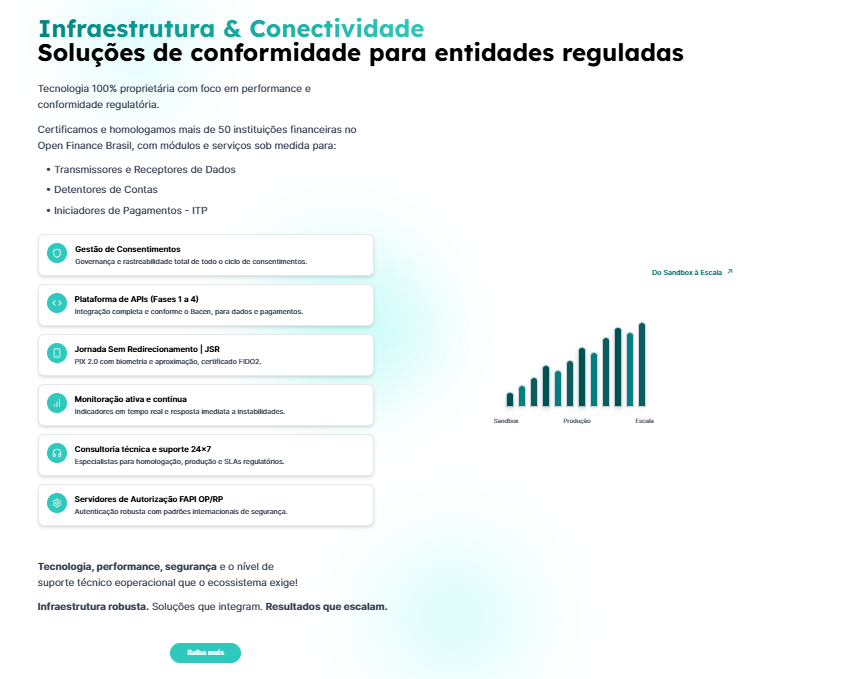 Infraestrutura & Conectividade
Soluções de conformidade para entidades reguladas
Tecnologia 100% proprietária com foco em performance e
conformidade regulatória.
Certificamos e homologamos mais de 50 instituições financeiras no
Open Finance Brasil, com módulos e serviços sob medida para:
• Transmissores e Receptores de Dados
• Detentores de Contas
• Iniciadores de Pagamentos - ITP
Gestão de Consentimentos
Governança e rastreabilidade total de todo o ciclo de consentimentos.
Plataforma de APIs (Fases 1 a 4)
Integração completa e conforme o Bacen, para dados e pagamentos.
Jornada Sem Redirecionamento | JSR
PIX 2.0 com biometria e aproximação, certificado FIDO2.
Monitoração ativa e contínua
Indicadores em tempo real e resposta imediata a instabilidades.
Consultoria técnica e suporte 24×7
Especialistas para homologação, produção e SLAs regulatórios.
Servidores de Autorização FAPI OP/RP
Autenticação robusta com padrões internacionais de segurança.
Do Sandbox à Escala ↗
Sandbox Produção Escala
Tecnologia, performance, segurança e o nível de
suporte técnico eoperacional que o ecossistema exige!
Infraestrutura robusta. Soluções que integram. Resultados que escalam.
Saiba mais